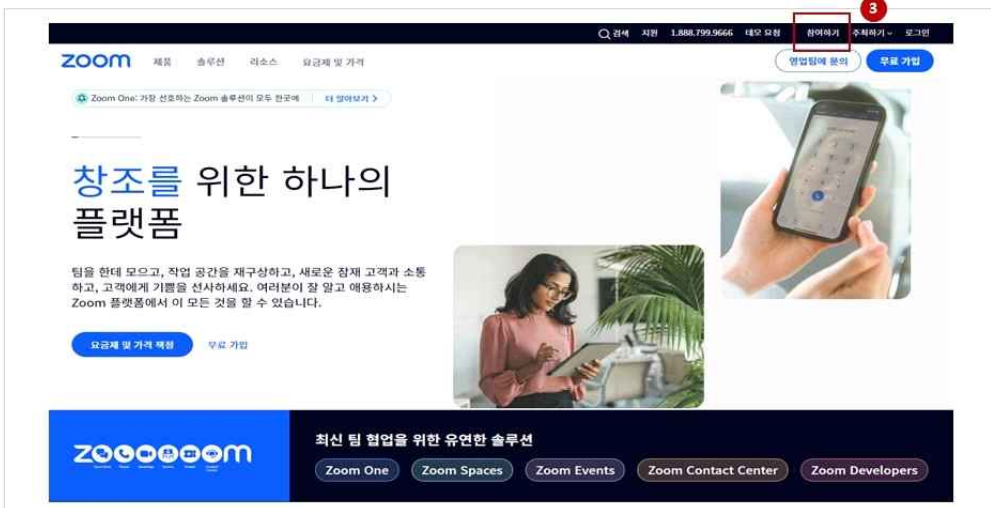 3
검색 지원 1.888.799.9666 데모 요청 참여하기 주최하기 로그인
zoom 제품 솔루션 리소스 요금제 및 가격 영업팀에 문의 무료 가입
Zoom One: 가장 선호하는 Zoom 솔루션이 모두 한곳에 더 알아보기
창조를 위한 하나의
플랫폼
팀을 한데 모으고, 작업 공간을 재구상하고, 새로운 잠재 고객과 소통
하고, 고객에게 기쁨을 선사하세요. 여러분이 잘 알고 애용하시는
Zoom 플랫폼에서 이 모든 것을 할 수 있습니다.
요금제 및 가격 책정 무료 가입
zoooooom
최신 팀 협업을 위한 유연한 솔루션
Zoom One Zoom Spaces Zoom Events Zoom Contact Center Zoom Developers